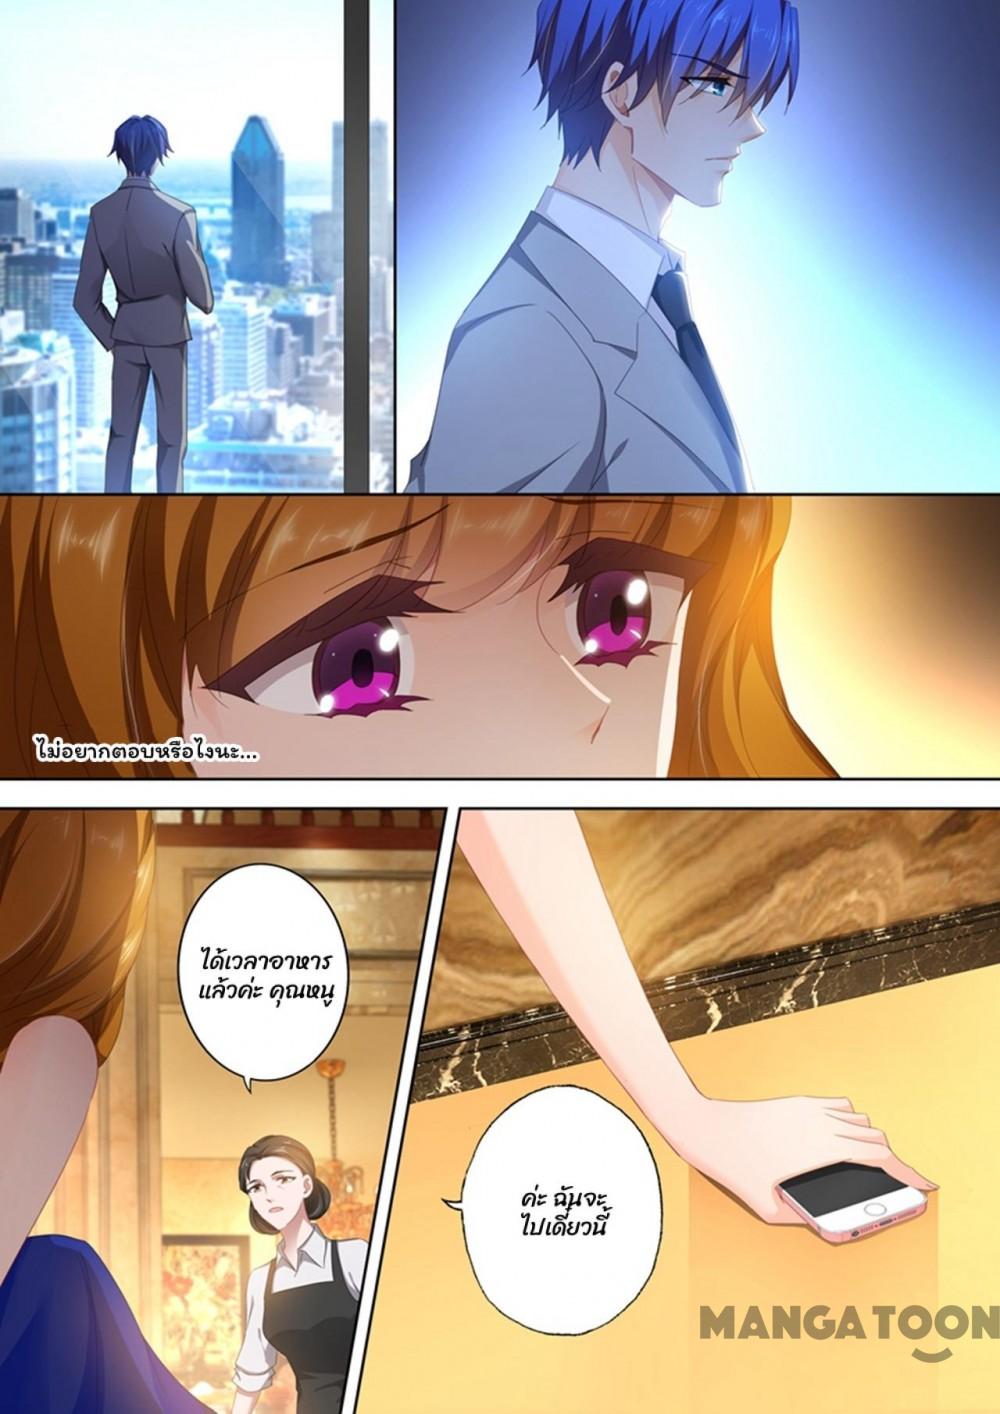 ไม่อยากตอบหรือไงนะ...
ได้เวลาอาหาร
แล้วค่ะ คุณหนู
ค่ะ ฉันจะ
ไปเดี๋ยวนี้
MANGATOON